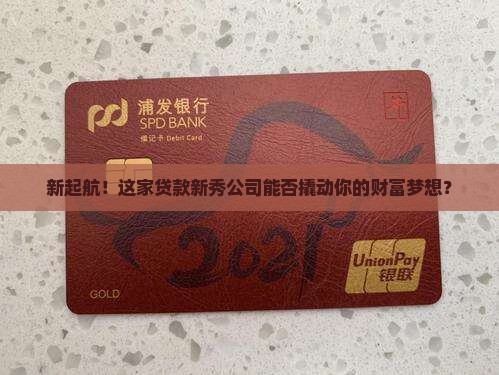 浦发银行
SPD BANK
借记卡 Debit Card
牛
新起航！这家贷款新秀公司能否撬动你的财富梦想？
2021
GOLD
UnionPay
银联